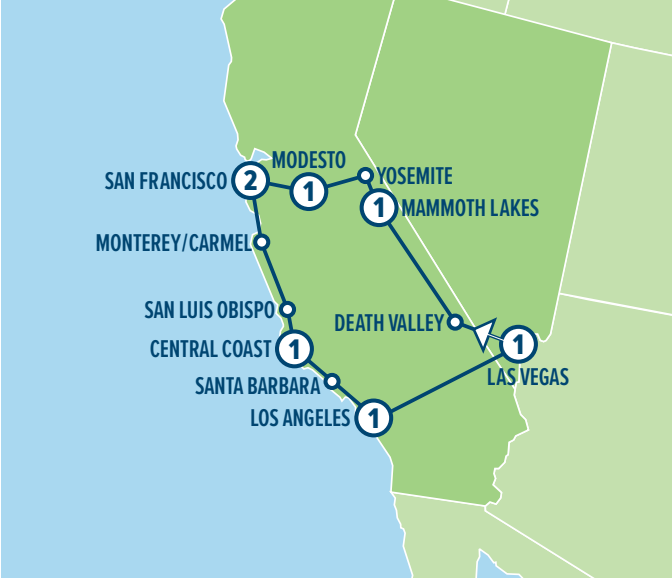 MODESTO
SAN FRANCISCO
2
1
YOSEMITE
1
MAMMOTH LAKES
MONTEREY/CARMEL
SAN LUIS OBISPO
DEATH VALLEY
CENTRAL COAST
1
1
LAS VEGAS
SANTA BARBARA
LOS ANGELES
1